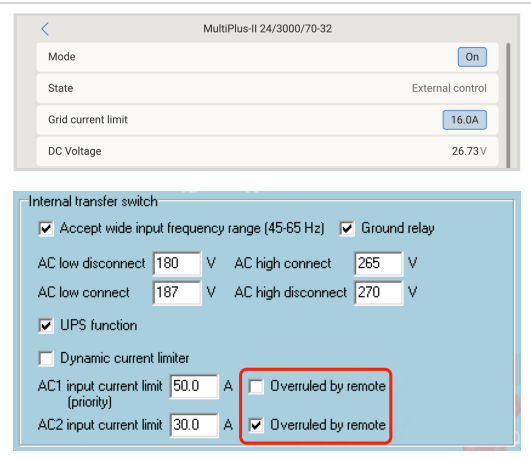 MultiPlus-II 24/3000/70-32
Mode On
State External control
Grid current limit 16.0A
DC Voltage 26.73V
Internal transfer switch
Accept wide input frequency range (45-65 Hz) Ground relay
AC low disconnect 180 V AC high connect 265 V
AC low connect 187 V AC high disconnect 270 V
UPS function
Dynamic current limiter
AC1 input current limit 50.0 A Overruled by remote
(priority)
AC2 input current limit 30.0 A Overruled by remote